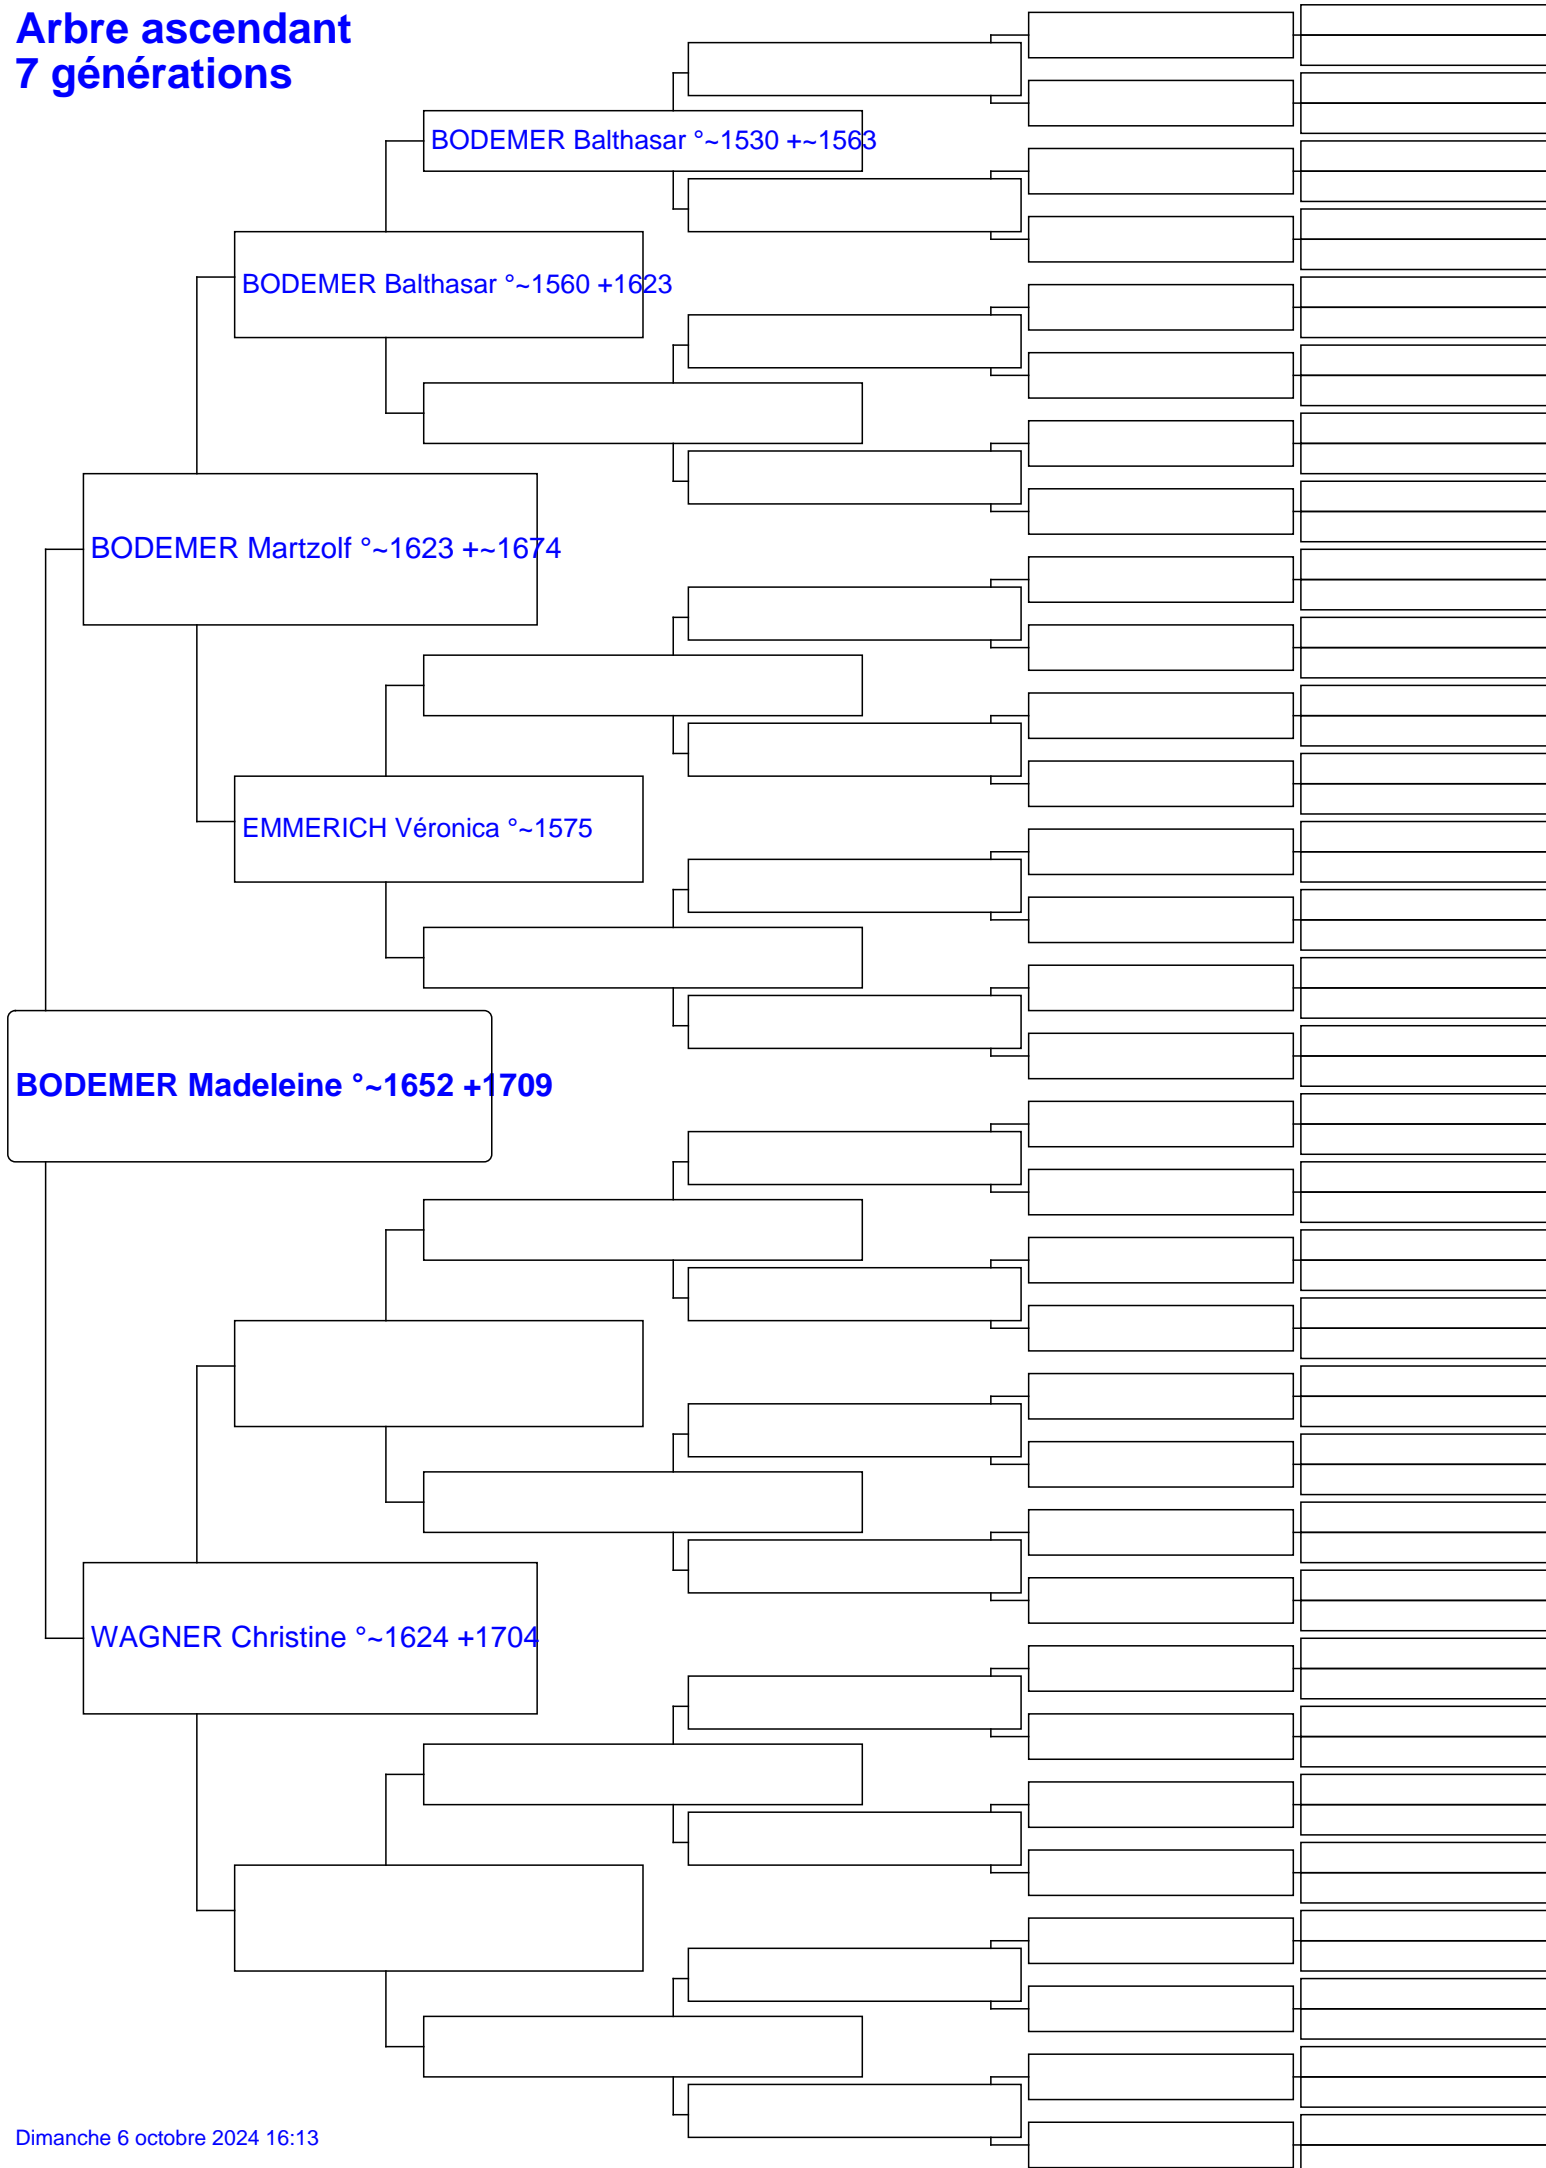 Arbre ascendant
7 générations
BODEMER Balthasar °~1530 +~1563
BODEMER Balthasar °~1560 +1623
BODEMER Martzolf °~1623 +~1674
EMMERICH Véronica °~1575
BODEMER Madeleine °~1652 +1709
WAGNER Christine °~1624 +1704
Dimanche 6 octobre 2024 16:13